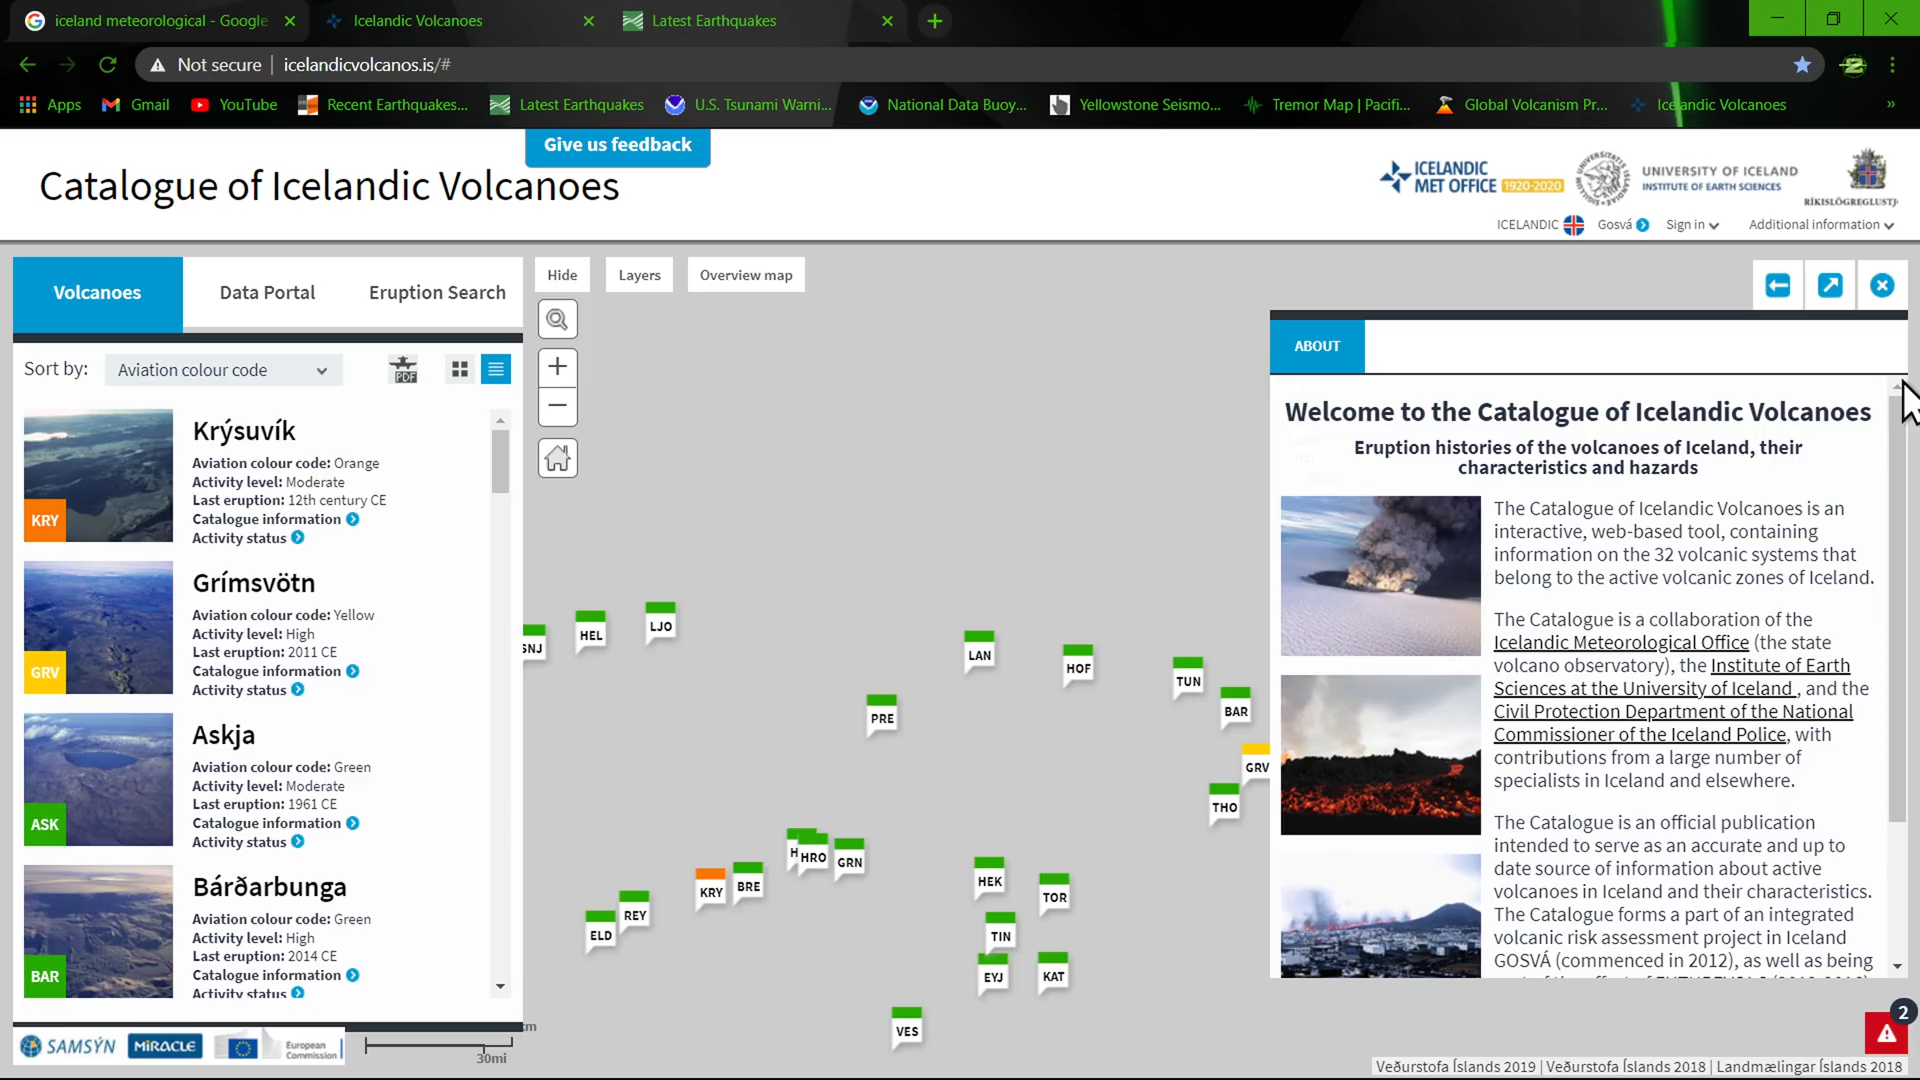 iceland meteorological - Google
Icelandic Volcanoes
Latest Earthquakes
Not secure
icelandicvolcanos.is/#
Apps
Gmail
YouTube
Recent Earthquakes...
Latest Earthquakes
U.S. Tsunami Warni...
National Data Buoy...
Yellowstone Seismo...
Tremor Map | Pacifi...
Global Volcanism Pr...
Icelandic Volcanoes
»
Give us feedback
Catalogue of Icelandic Volcanoes
ICELANDIC
MET OFFICE 1920-2020
UNIVERSITY OF ICELAND
INSTITUTE OF EARTH SCIENCES
RÍKISLÖGREGLUSTJ
ICELANDIC
Gosvá
Sign in
Additional information
Volcanoes
Data Portal
Eruption Search
Hide
Layers
Overview map
Sort by:
Aviation colour code
PDF
Krýsuvík
Aviation colour code: Orange
Activity level: Moderate
Last eruption: 12th century CE
Catalogue information
Activity status
KRY
Grímsvötn
Aviation colour code: Yellow
Activity level: High
Last eruption: 2011 CE
Catalogue information
Activity status
GRV
Askja
Aviation colour code: Green
Activity level: Moderate
Last eruption: 1961 CE
Catalogue information
Activity status
ASK
Bárðarbunga
Aviation colour code: Green
Activity level: High
Last eruption: 2014 CE
Catalogue information
Activity status
BAR
SAMSÝN
MIRACLE
European
Commission
km
30mi
SNJ
HEL
LJO
LAN
HOF
TUN
BAR
PRE
GRV
THO
H
HRO
GRN
KRY
BRE
HEK
TOR
REY
ELD
TIN
EYJ
KAT
VES
ABOUT
Welcome to the Catalogue of Icelandic Volcanoes
Eruption histories of the volcanoes of Iceland, their
characteristics and hazards
The Catalogue of Icelandic Volcanoes is an
interactive, web-based tool, containing
information on the 32 volcanic systems that
belong to the active volcanic zones of Iceland.
The Catalogue is a collaboration of the
Icelandic Meteorological Office (the state
volcano observatory), the Institute of Earth
Sciences at the University of Iceland , and the
Civil Protection Department of the National
Commissioner of the Iceland Police, with
contributions from a large number of
specialists in Iceland and elsewhere.
The Catalogue is an official publication
intended to serve as an accurate and up to
date source of information about active
volcanoes in Iceland and their characteristics.
The Catalogue forms a part of an integrated
volcanic risk assessment project in Iceland
GOSVÁ (commenced in 2012), as well as being
2
Veðurstofa Íslands 2019 | Veðurstofa Íslands 2018 | Landmælingar Íslands 2018